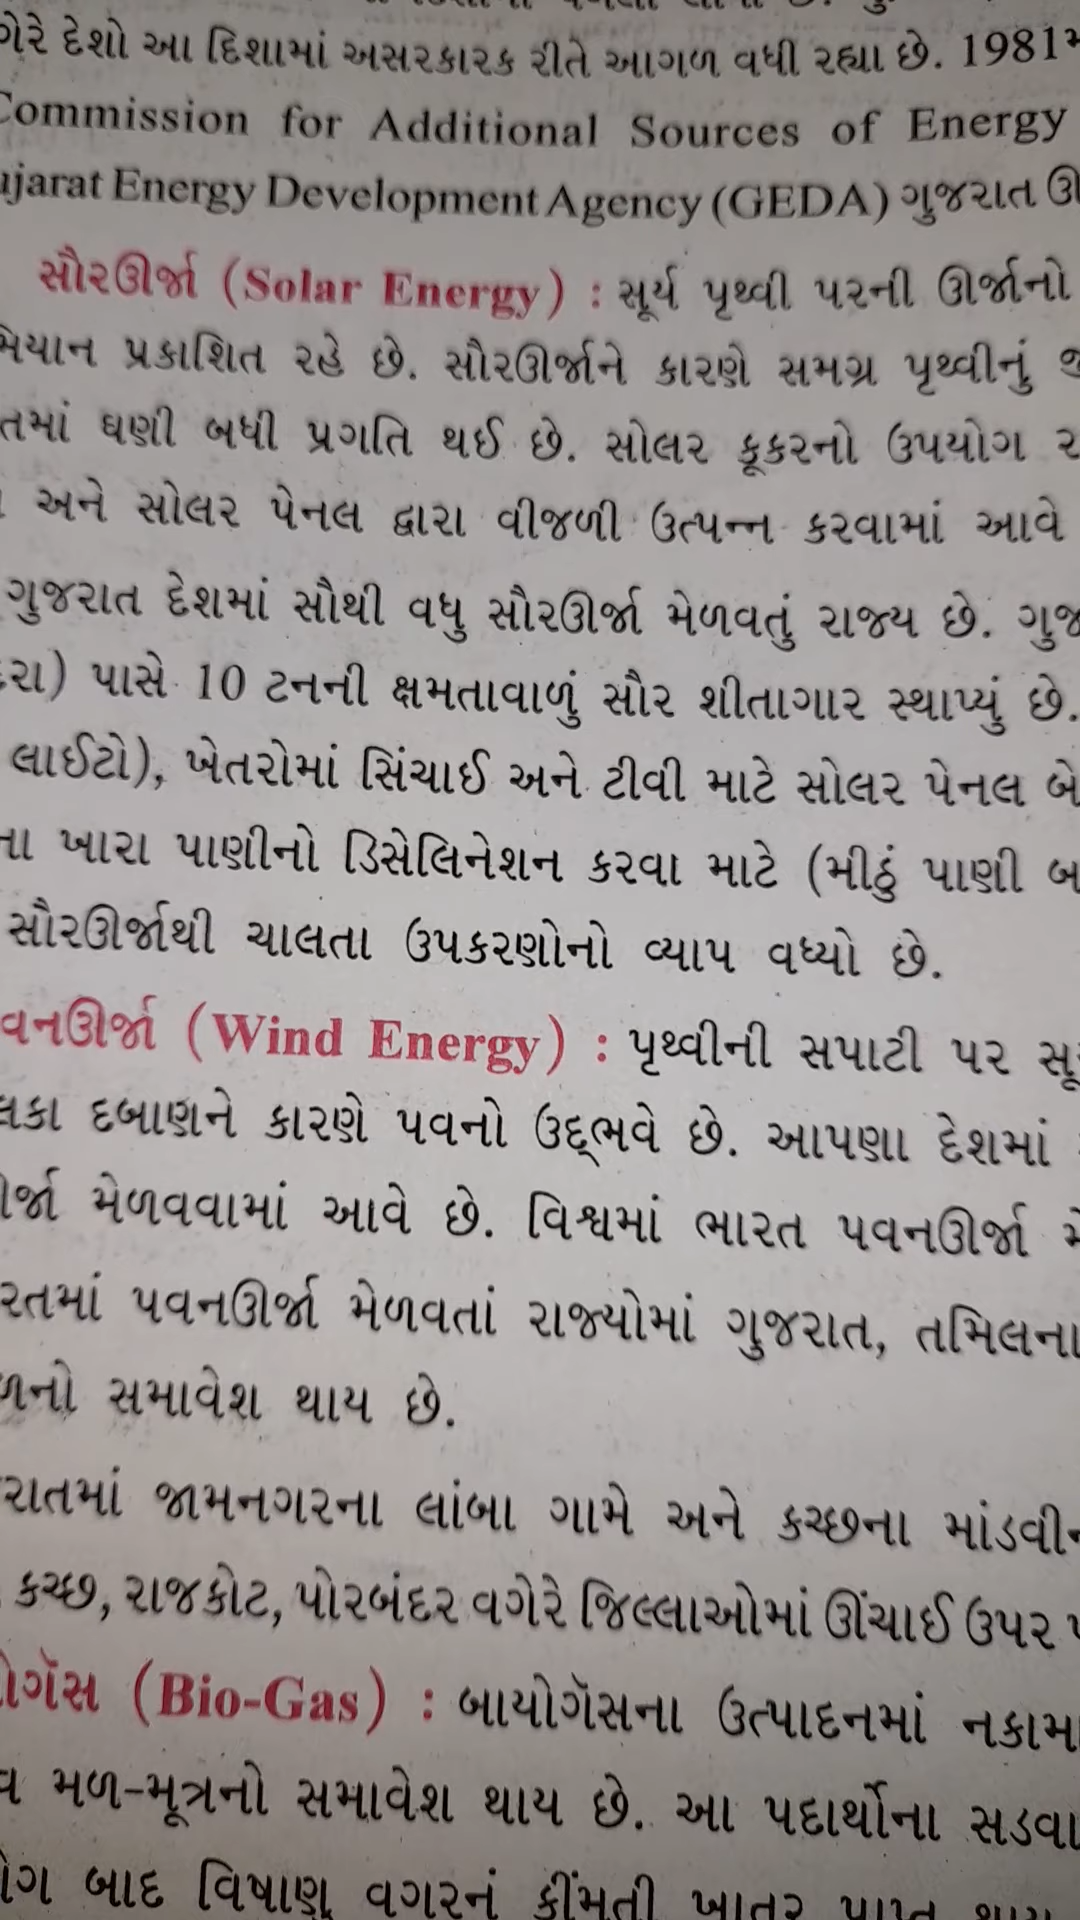 દેશો આ દિશામાં અસરકારક રીતે આગળ વધી રહ્યા છે. 1981
Commission for Additional Sources of Energy
Energy Development Agency (GEDA) ગુજરાત
સૌરઊર્જા (Solar Energy) : સૂર્ય પૃથ્વી પરની ઊર્જાનો
પ્રકાશિત રહે છે. સૌરઊર્જાને કારણે સમગ્ર પૃથ્વીનું
ઘણી બધી પ્રગતિ થઈ છે. સોલર કૂકરનો ઉપયોગ
અને સોલર પેનલ દ્વારા વીજળી ઉત્પન્ન કરવામાં આવે
ગુજરાત દેશમાં સૌથી વધુ સૌરઊર્જા મેળવતું રાજ્ય છે.
પાસે 10 ટનની ક્ષમતાવાળું સૌર શીતાગાર સ્થાપ્યું છે.
લાઈટો), ખેતરોમાં સિંચાઈ અને ટીવી માટે સોલર પેનલ
ખારા પાણીનો ડિસેલિનેશન કરવા માટે (મીઠું પાણી
સૌરઊર્જાથી ચાલતા ઉપકરણોનો વ્યાપ વધ્યો છે.
વનઊર્જા (Wind Energy) : પૃથ્વીની સપાટી પર
દબાણને કારણે પવનો ઉદ્ભવે છે. આપણા દેશમાં
મેળવવામાં આવે છે. વિશ્વમાં ભારત પવનઊર્જા
પવનઊર્જા મેળવતાં રાજ્યોમાં ગુજરાત, તમિલના
સમાવેશ થાય છે.
રાતમાં જામનગરના લાંબા ગામે અને કચ્છના માંડવી
કચ્છ, રાજકોટ, પોરબંદર વગેરે જિલ્લાઓમાં ઊંચાઈ ઉપર
(Bio-Gas) : બાયોગૅસના ઉત્પાદનમાં નકામા
મળ-મૂત્રનો સમાવેશ થાય છે. આ પદાર્થોના સડવા
બાદ વિષાણુ વગરનું કીંમતી ખાતર પ્રાપ્ત થાય